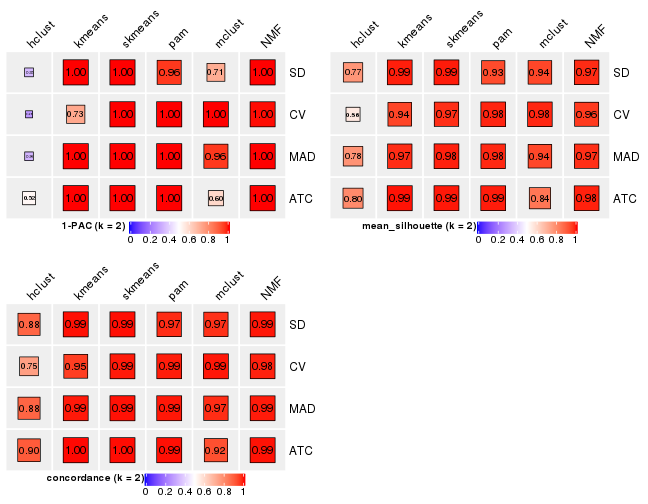 hclust kmeans skmeans pam mclust NMF
1.00 1.00 0.96 0.71 1.00 SD
0.73 1.00 1.00 1.00 1.00 CV
1.00 1.00 1.00 0.96 1.00 MAD
0.52 1.00 1.00 1.00 0.60 1.00 ATC
1-PAC (k = 2) 0 0.2 0.4 0.6 0.8 1
hclust kmeans skmeans pam mclust NMF
0.77 0.99 0.99 0.93 0.94 0.97 SD
0.56 0.94 0.97 0.98 0.98 0.96 CV
0.78 0.97 0.98 0.98 0.94 0.97 MAD
0.80 0.99 0.99 0.99 0.84 0.98 ATC
mean_silhouette (k = 2) 0 0.2 0.4 0.6 0.8 1
hclust kmeans skmeans pam mclust NMF
0.88 0.99 0.99 0.97 0.97 0.99 SD
0.75 0.95 0.99 0.99 0.99 0.98 CV
0.88 0.99 0.99 0.99 0.97 0.99 MAD
0.90 1.00 1.00 0.99 0.92 0.99 ATC
concordance (k = 2) 0 0.2 0.4 0.6 0.8 1